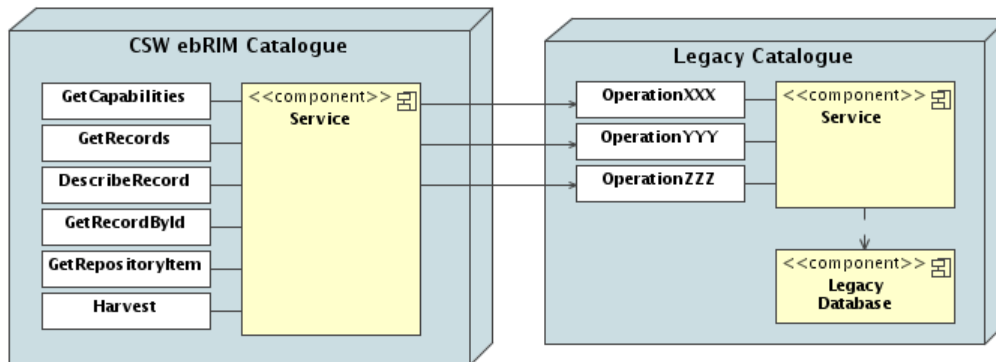 CSW ebRIM Catalogue
GetCapabilities
GetRecords
DescribeRecord
GetRecordById
GetRepositoryItem
Harvest
<<component>>
Service
Legacy Catalogue
OperationXXX
OperationYYY
OperationZZZ
<<component>>
Service
<<component>>
Legacy
Database